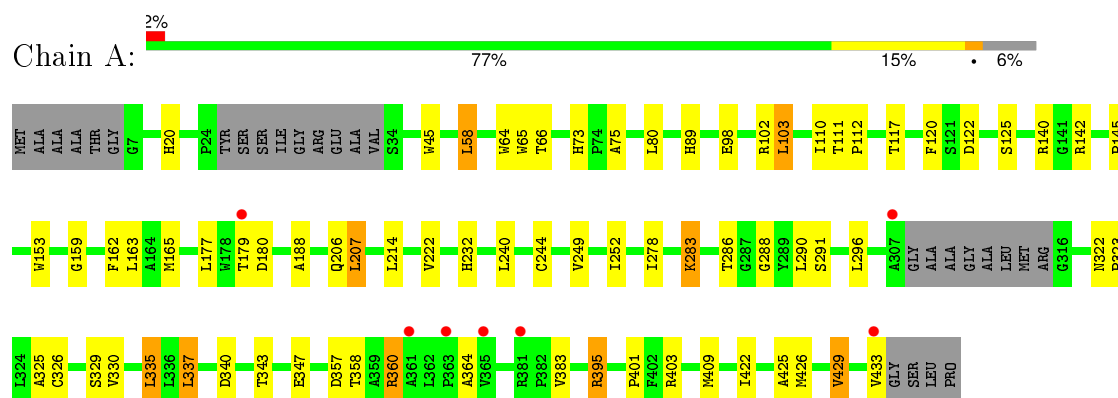 2%
Chain A:
77% 15% • 6%
MET ALA ALA ALA THR GLY G7 H20 P24 TYR SER SER ILE GLY ARG GLU ALA VAL S34 W45 L58 W64 W65 T66 H73 P74 A75 L80 H89 E98 R102 L103 I110 T111 P112 T117 F120 S121 D122 S125 R140 G141 R142
W153 G159 F162 L163 A164 M165 L177 W178 T179 D180 A188 Q206 L207 L214 V222 H232 L240 C244 V249 I252 I278 K283 T286 G287 G288 Y289 L290 S291 L296 A307 GLY ALA ALA GLY ALA LEU MET ARG G316 N322
L324 A325 C326 S329 V330 L335 L336 L337 D340 T343 E347 D357 T358 A359 R360 A361 L362 P363 A364 V365 R381 P382 V383 R395 P401 F402 R403 M409 I422 A425 M426 V429 V433 GLY SER LEU PRO